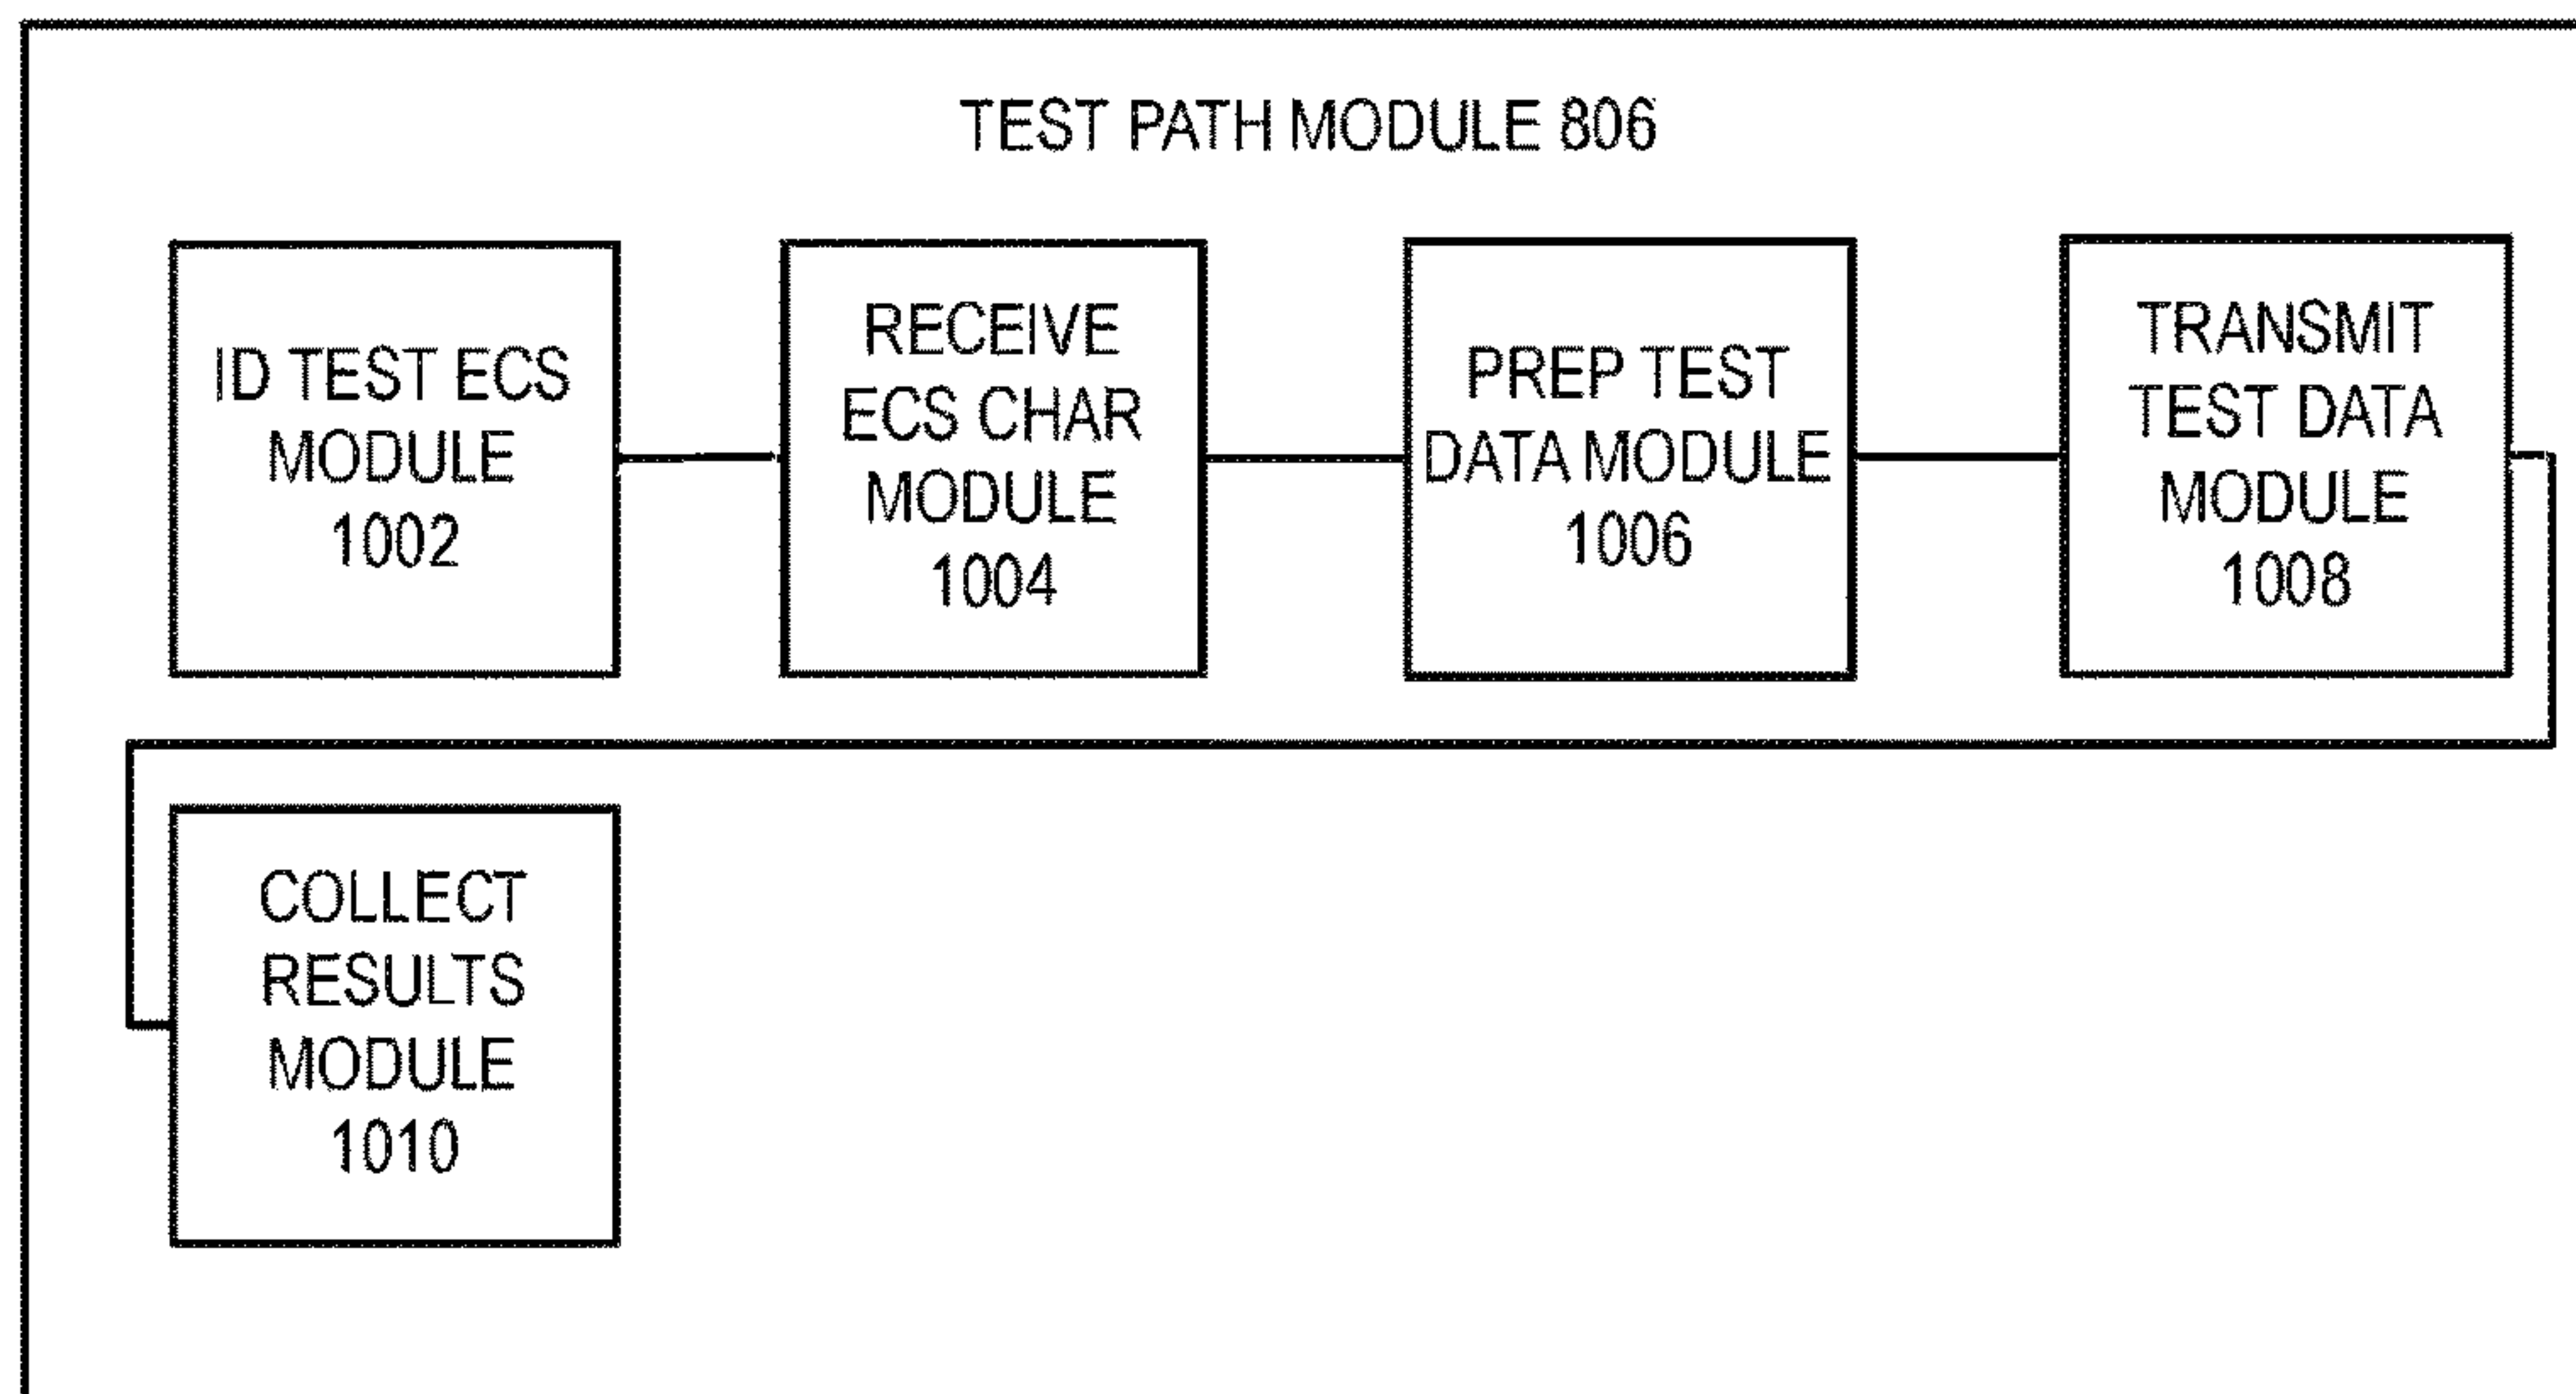 TEST PATH MODULE 806
ID TEST ECS
MODULE
1002
RECEIVE
ECS CHAR
MODULE
1004
PREP TEST
DATA MODULE
1006
TRANSMIT
TEST DATA
MODULE
1008
COLLECT
RESULTS
MODULE
1010